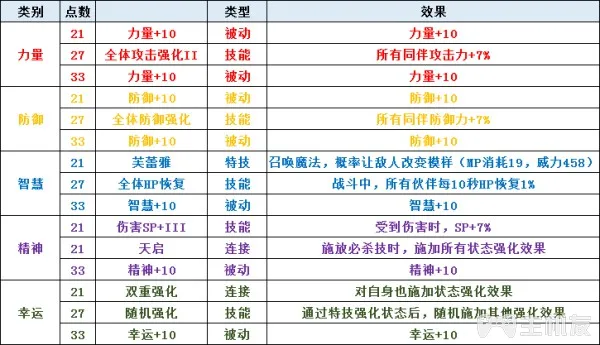 类别 点数 类型 效果
21 力量+10 被动 力量+10
力量 27 全体攻击强化II 技能 所有同伴攻击力+7%
33 力量+10 被动 力量+10
21 防御+10 被动 防御+10
防御 27 全体防御强化 技能 所有同伴防御力+7%
33 防御+10 被动 防御+10
21 芙蕾雅 特技 召唤魔法，概率让敌人改变模样（MP消耗19，威力458）
智慧 27 全体HP恢复 技能 战斗中，所有伙伴每10秒HP恢复1%
33 智慧+10 被动 智慧+10
21 伤害SP+III 技能 受到伤害时，SP+7%
精神 21 天启 连接 施放必杀技时，施加所有状态强化效果
33 精神+10 被动 精神+10
21 双重强化 连接 对自身也施加状态强化效果
幸运 27 随机强化 技能 通过特技强化状态后，随机施加其他强化效果
33 幸运+10 被动 幸运+10